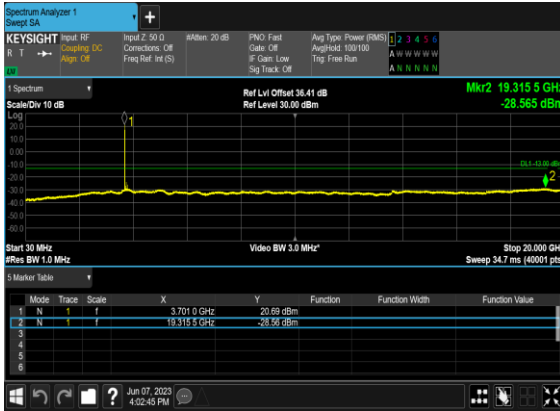 Spectrum Analyzer 1
Swept SA
+
KEYSIGHT Input: RF Input Z: 50 Ω #Atten: 20 dB PNO: Fast Avg Type: Power (RMS) 1 2 3 4 5 6
R T Coupling: DC Corrections: Off Gate: Off Avg|Hold: 100/100 A W W W W W
Align: Off Freq Ref: Int (S) IF Gain: Low Trig: Free Run
LV Sig Track: Off A N N N N N
1 Spectrum Ref Lvl Offset 36.41 dB Mkr2 19.315 5 GHz
Scale/Div 10 dB Ref Level 30.00 dBm -28.565 dBm
Log
20.0 1
10.0
0.00
-10.0 DL1 -13.00 dBm
-20.0 2
-30.0
-40.0
-50.0
-60.0
Start 30 MHz Video BW 3.0 MHz* Stop 20.000 GHz
#Res BW 1.0 MHz Sweep 34.7 ms (40001 pts)
5 Marker Table
Mode Trace Scale X Y Function Function Width Function Value
1 N 1 f 3.701 0 GHz 20.69 dBm
2 N 1 f 19.315 5 GHz -28.56 dBm
3
4
5
6
? Jun 07, 2023
4:02:45 PM